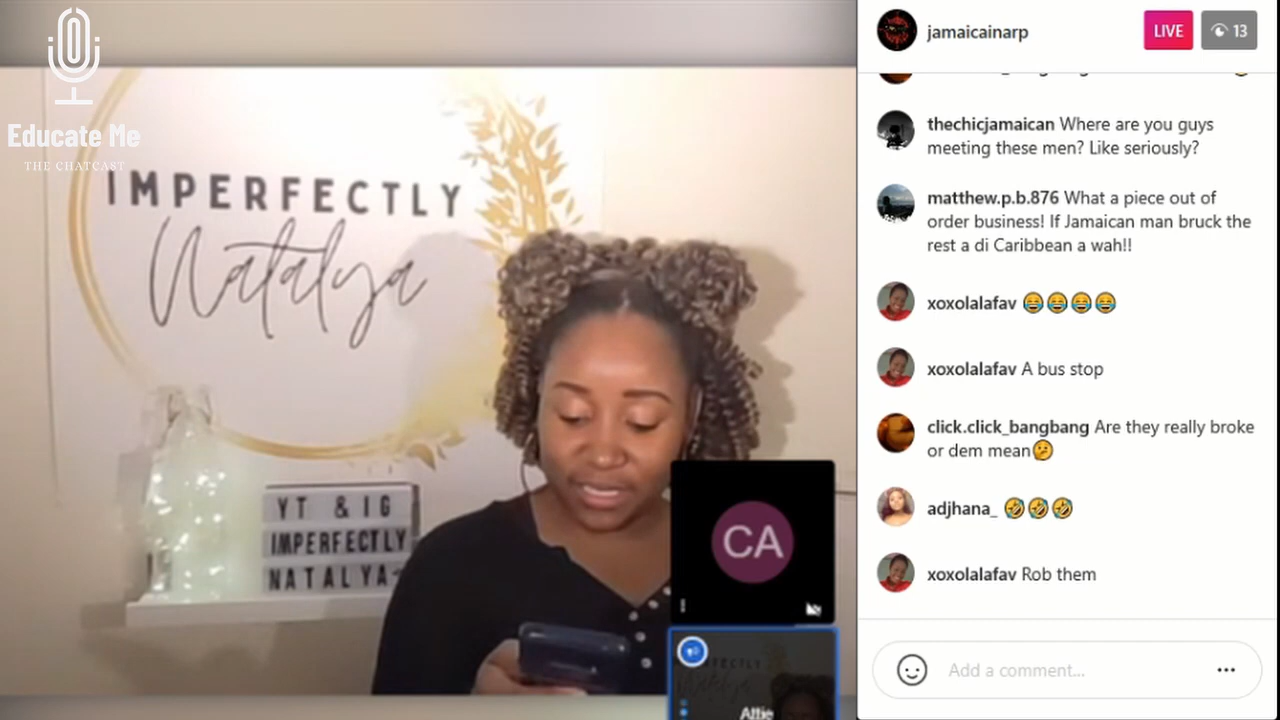 Educate Me
THE CHATCAST
IMPERFECTLY
Natalya
YT & IG
IMPERFECTLY
NATALYA
CA
IMPERFECTLY
Natalya
Attie
jamaicainarp
LIVE
13
thechicjamaican Where are you guys
meeting these men? Like seriously?
matthew.p.b.876 What a piece out of
order business! If Jamaican man bruck the
rest a di Caribbean a wah!!
xoxolalafav 😂😂😂😂
xoxolalafav A bus stop
click.click_bangbang Are they really broke
or dem mean🤔
adjhana_ 🤣🤣🤣
xoxolalafav Rob them
Add a comment...